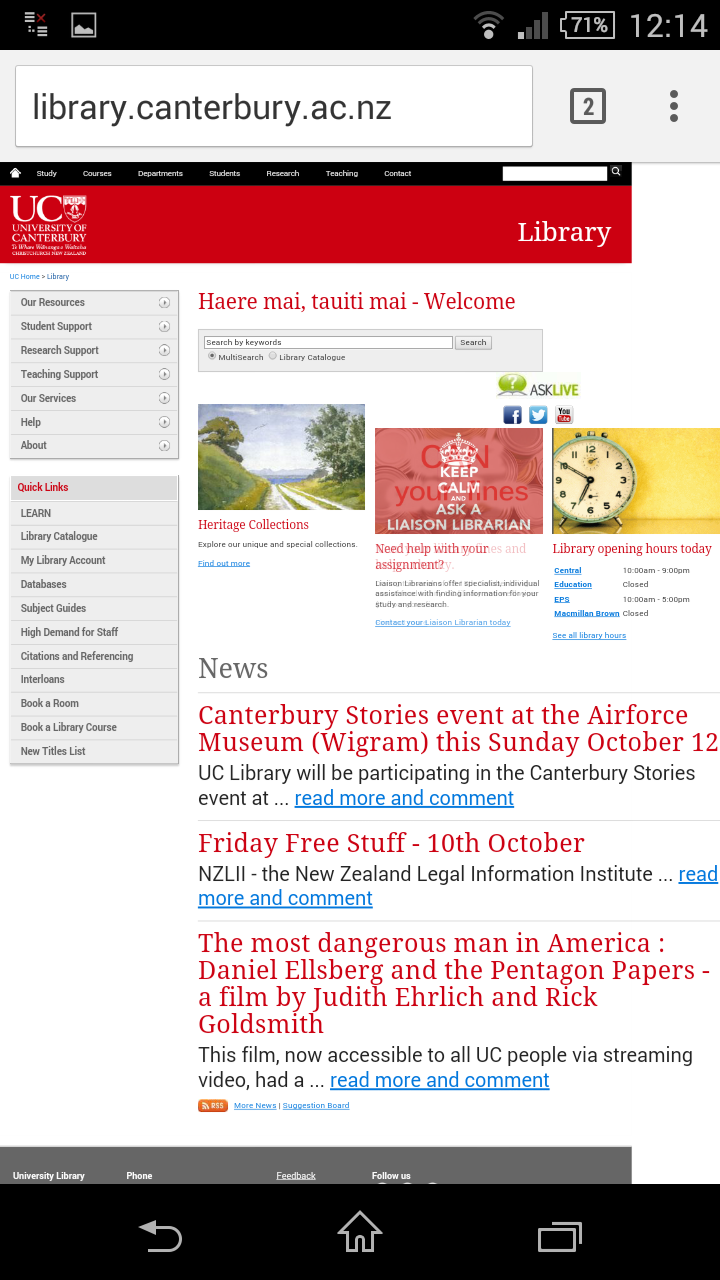 71% 12:14
library.canterbury.ac.nz
2
Study Courses Departments Students Research Teaching Contact
UC
UNIVERSITY OF
CANTERBURY
Te Whare Wānanga o Waitaha
CHRISTCHURCH NEW ZEALAND
Library
UC Home > Library
Our Resources
Student Support
Research Support
Teaching Support
Our Services
Help
About
Quick Links
LEARN
Library Catalogue
My Library Account
Databases
Subject Guides
High Demand for Staff
Citations and Referencing
Interloans
Book a Room
Book a Library Course
New Titles List
Haere mai, tauiti mai - Welcome
Search by keywords Search
MultiSearch Library Catalogue
ASKLIVE
You Tube
Heritage Collections
Explore our unique and special collections.
Find out more
KEEP
CALM
AND
ASK A
LIAISON LIBRARIAN
Need help with your
assignment?
Liaison Librarians offer specialist, individual
assistance with finding information for your
study and research.
Contact your Liaison Librarian today
Library opening hours today
Central 10:00am - 9:00pm
Education Closed
EPS 10:00am - 5:00pm
Macmillan Brown Closed
See all library hours
News
Canterbury Stories event at the Airforce
Museum (Wigram) this Sunday October 12
UC Library will be participating in the Canterbury Stories
event at ... read more and comment
Friday Free Stuff - 10th October
NZLII - the New Zealand Legal Information Institute ... read
more and comment
The most dangerous man in America :
Daniel Ellsberg and the Pentagon Papers -
a film by Judith Ehrlich and Rick
Goldsmith
This film, now accessible to all UC people via streaming
video, had a ... read more and comment
RSS More News | Suggestion Board
University Library Phone Feedback Follow us